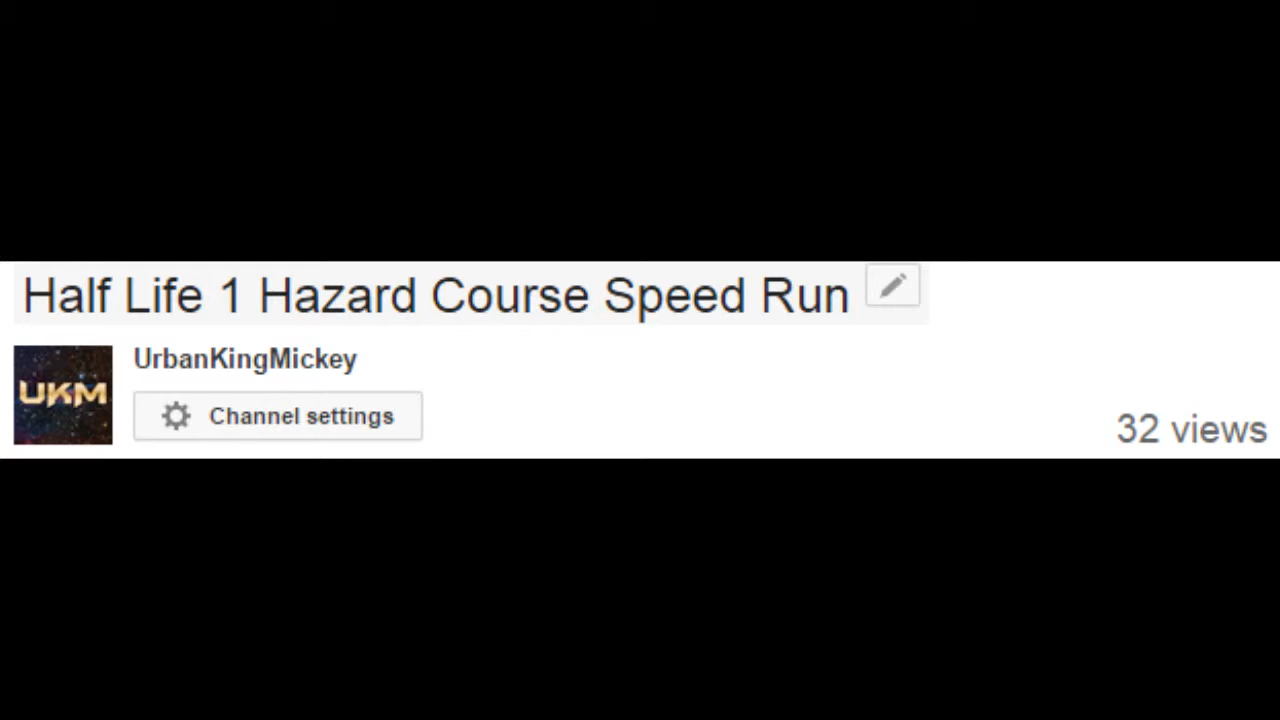 Half Life 1 Hazard Course Speed Run
UrbanKingMickey
UKM
Channel settings
32 views